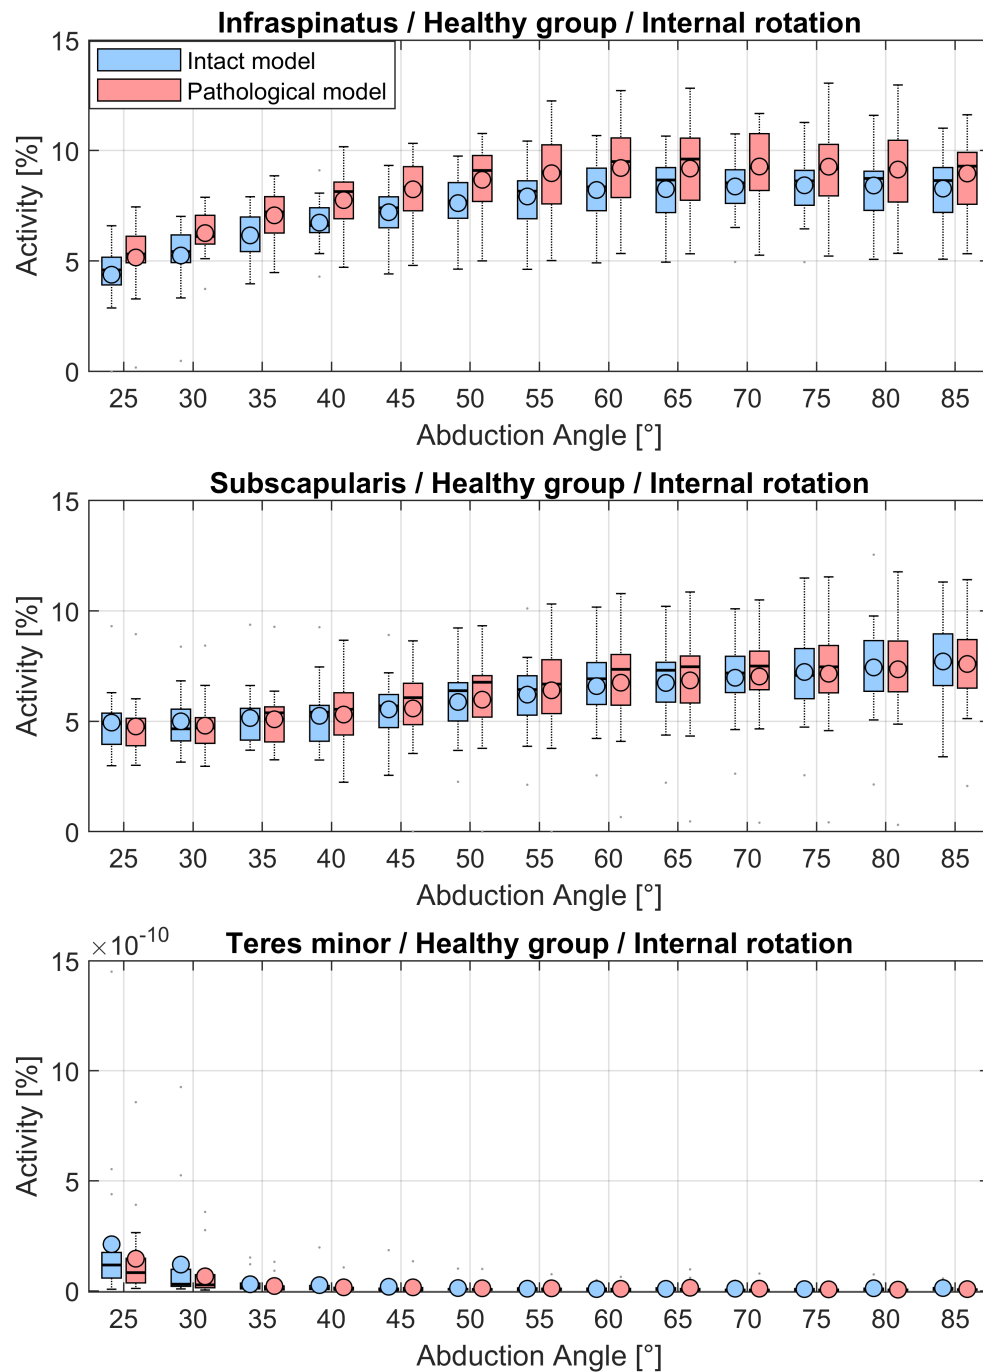 Infraspinatus / Healthy group / Internal rotation
Intact model
Pathological model
Activity [%]
15
10
5
0
25 30 35 40 45 50 55 60 65 70 75 80 85
Abduction Angle [°]
Subscapularis / Healthy group / Internal rotation
Activity [%]
15
10
5
0
25 30 35 40 45 50 55 60 65 70 75 80 85
Abduction Angle [°]
×10⁻¹⁰
Teres minor / Healthy group / Internal rotation
Activity [%]
15
10
5
0
25 30 35 40 45 50 55 60 65 70 75 80 85
Abduction Angle [°]